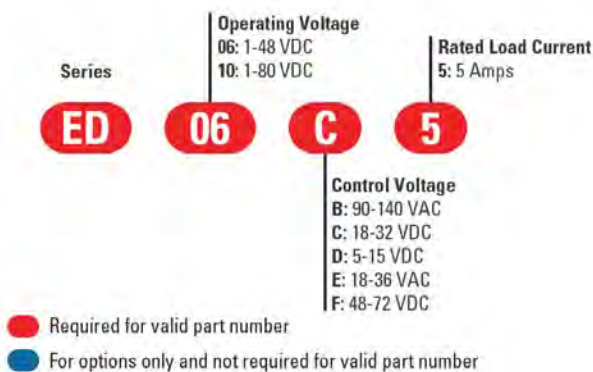 Operating Voltage
06: 1-48 VDC
10: 1-80 VDC
Rated Load Current
5: 5 Amps
Series
ED 06 C 5
Control Voltage
B: 90-140 VAC
C: 18-32 VDC
D: 5-15 VDC
E: 18-36 VAC
F: 48-72 VDC
Required for valid part number
For options only and not required for valid part number